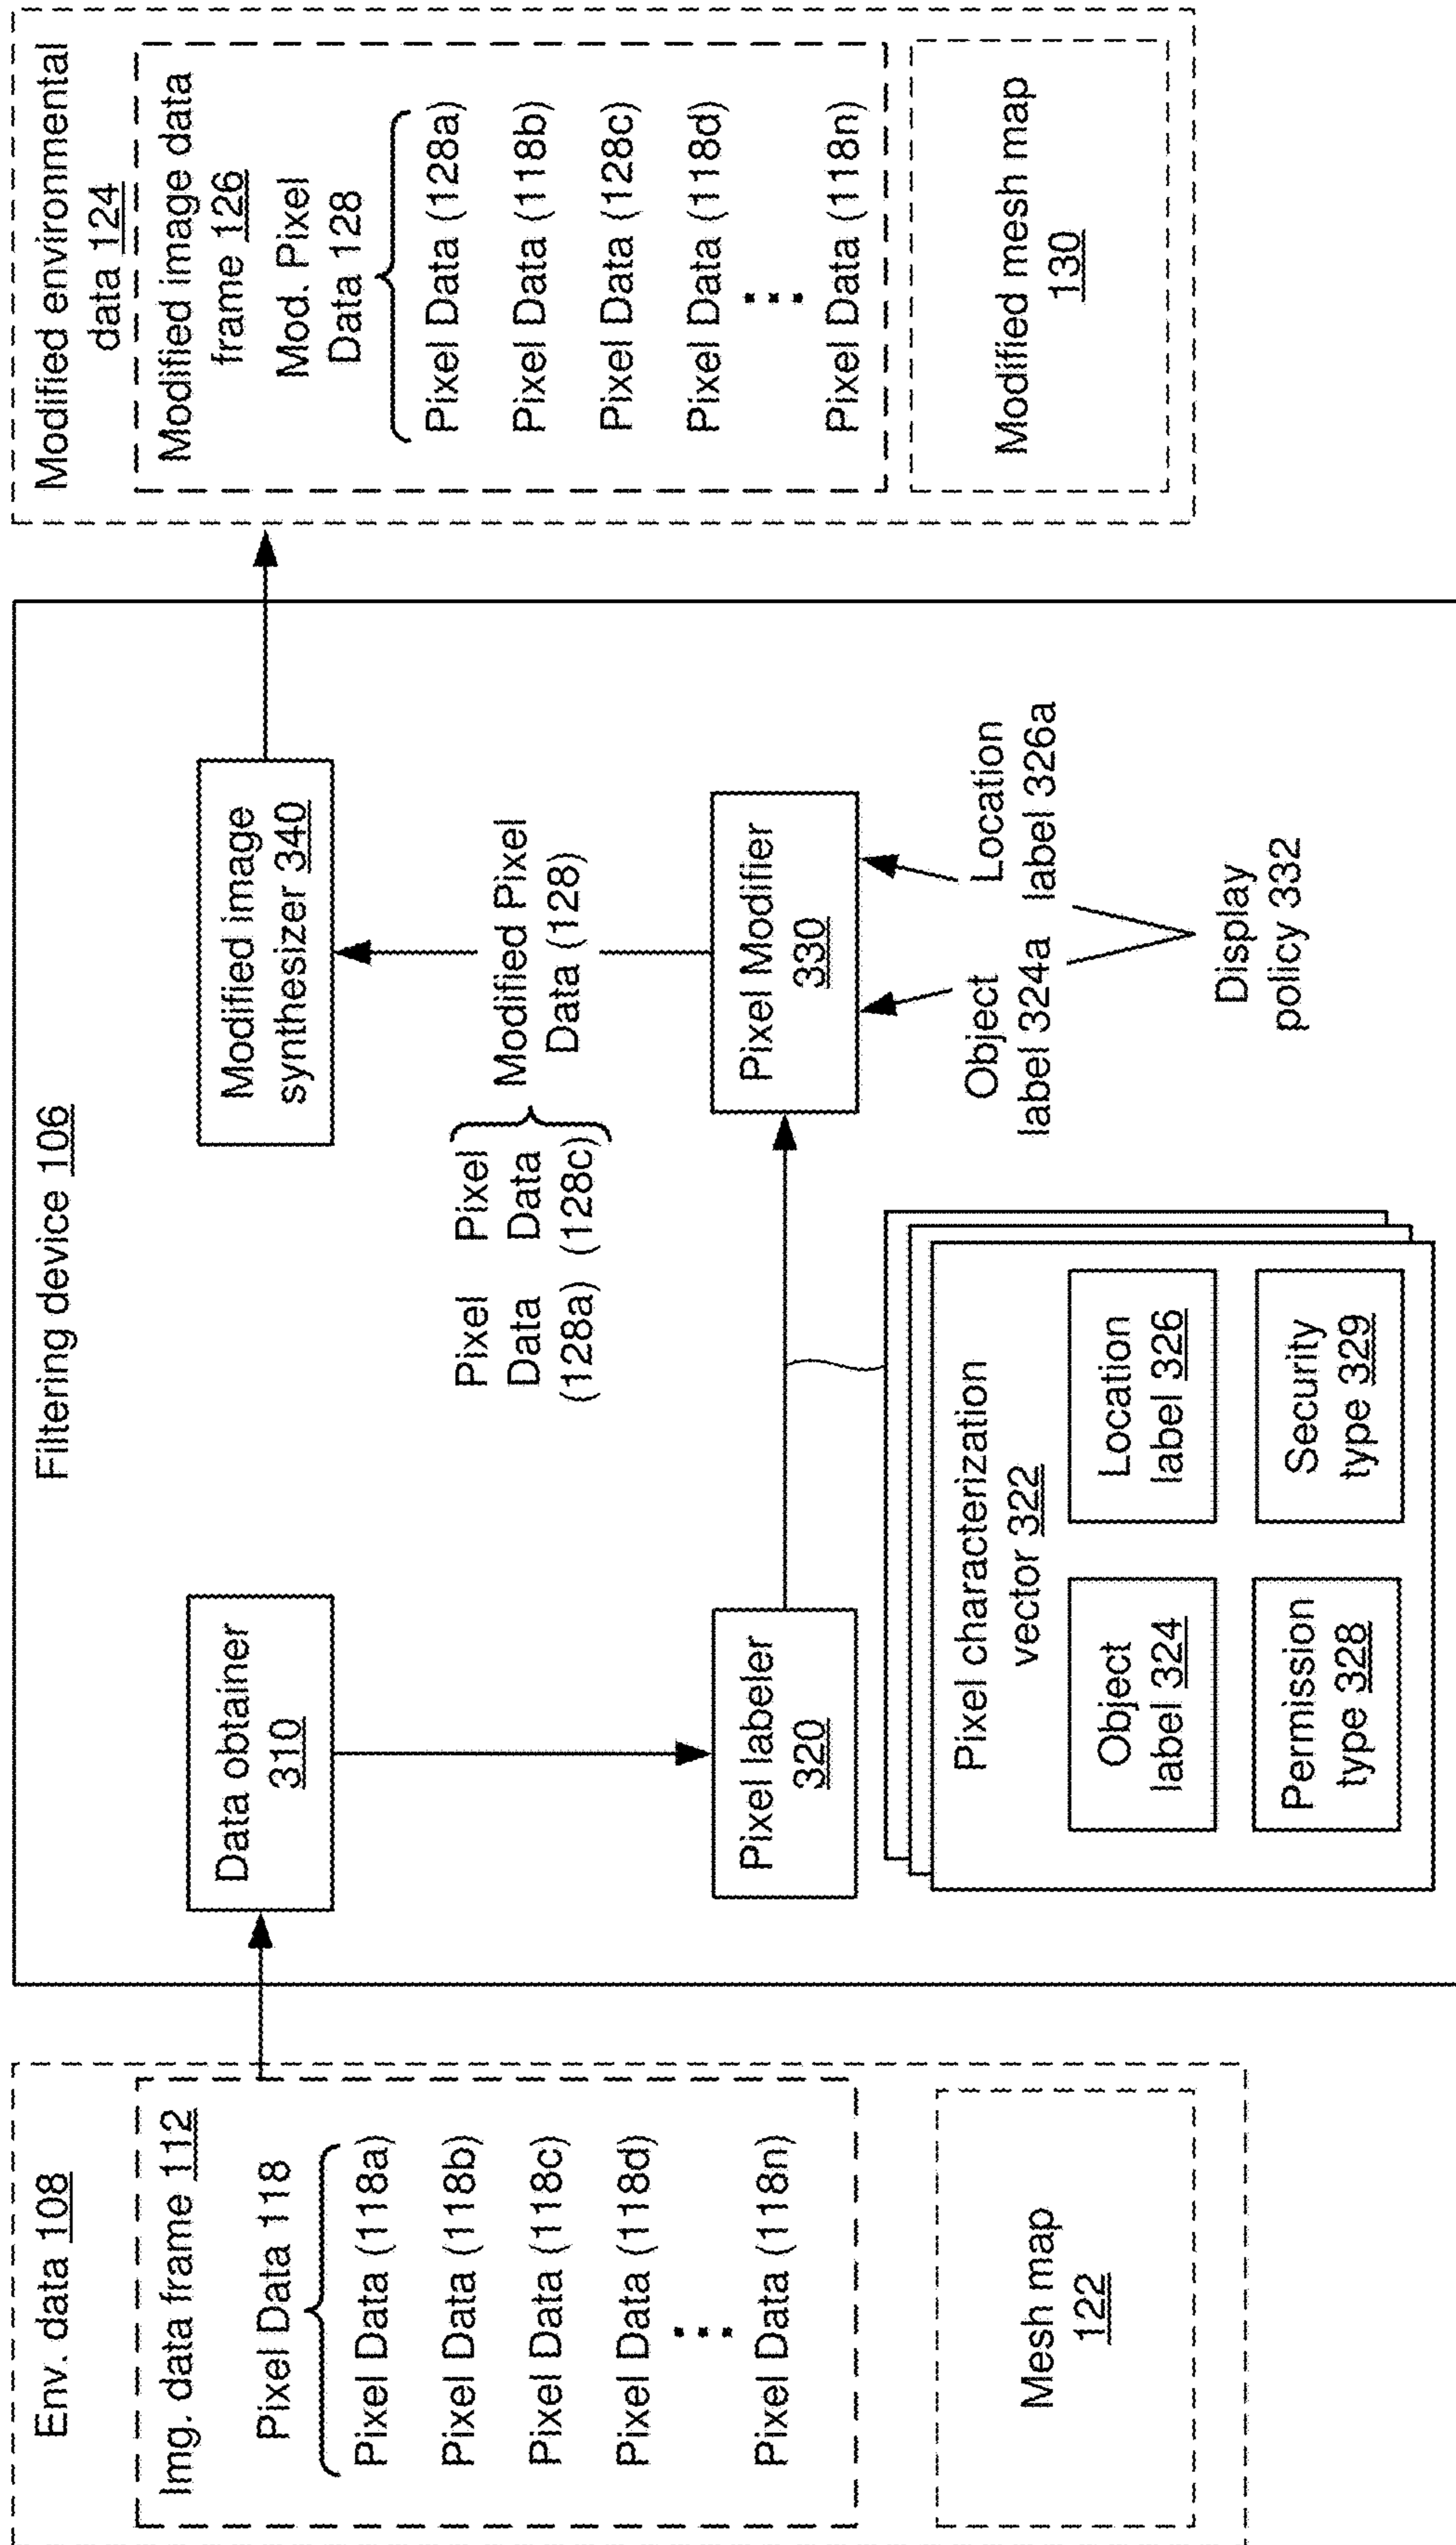 Env. data 108
Img. data frame 112
Pixel Data 118
Pixel Data (118a)
Pixel Data (118b)
Pixel Data (118c)
Pixel Data (118d)
Pixel Data (118n)
Mesh map
122
Filtering device 106
Data obtainer
310
Pixel labeler
320
Pixel characterization
vector 322
Object
label 324
Location
label 326
Permission
type 328
Security
type 329
Pixel
Data
(128a)
Pixel
Data
(128c)
Modified Pixel
Data (128)
Modified image
synthesizer 340
Pixel Modifier
330
Object
label 324a
Location
label 326a
Display
policy 332
Modified environmental
data 124
Modified image data
frame 126
Mod. Pixel
Data 128
Pixel Data (128a)
Pixel Data (118b)
Pixel Data (128c)
Pixel Data (118d)
Pixel Data (118n)
Modified mesh map
130